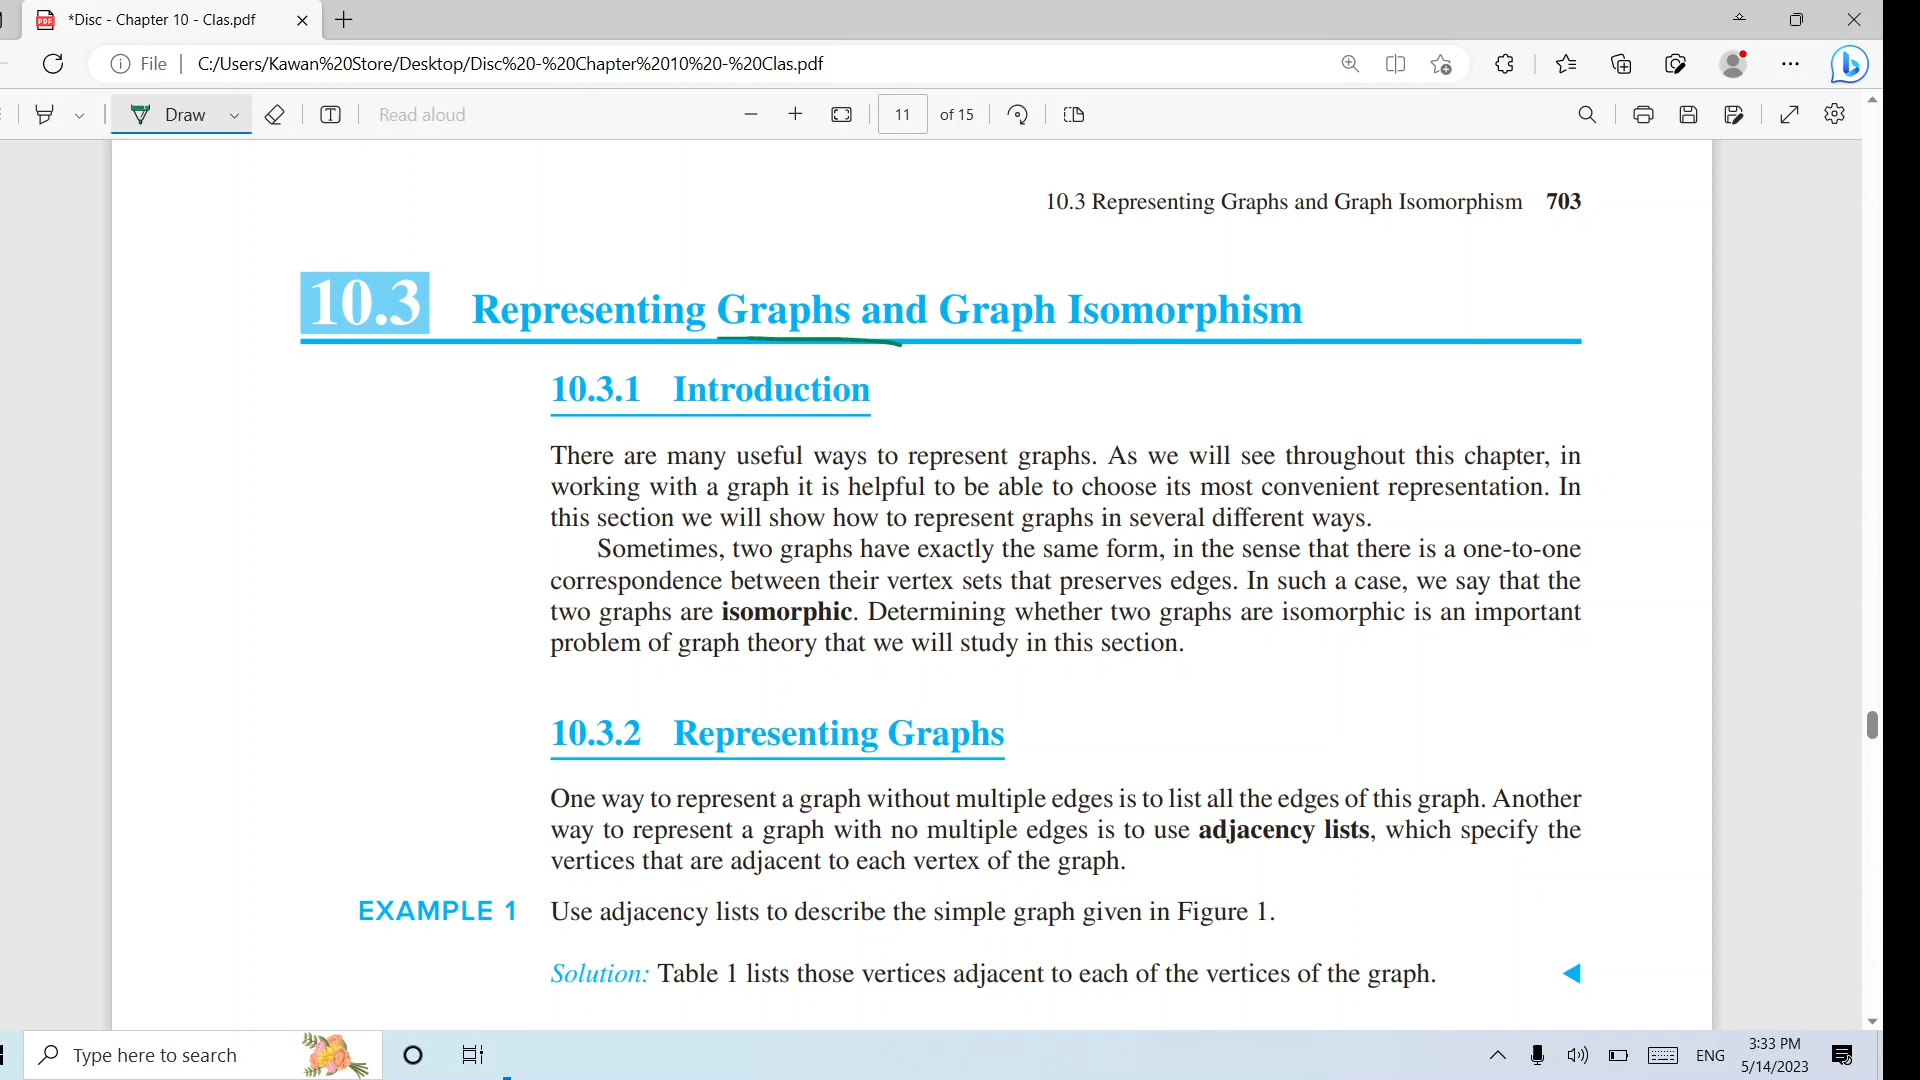 *Disc - Chapter 10 - Clas.pdf
File
C:/Users/Kawan%20Store/Desktop/Disc%20-%20Chapter%2010%20-%20Clas.pdf
Draw
Read aloud
11
of 15
10.3 Representing Graphs and Graph Isomorphism 703
10.3 Representing Graphs and Graph Isomorphism
10.3.1 Introduction
There are many useful ways to represent graphs. As we will see throughout this chapter, in
working with a graph it is helpful to be able to choose its most convenient representation. In
this section we will show how to represent graphs in several different ways.
Sometimes, two graphs have exactly the same form, in the sense that there is a one-to-one
correspondence between their vertex sets that preserves edges. In such a case, we say that the
two graphs are isomorphic. Determining whether two graphs are isomorphic is an important
problem of graph theory that we will study in this section.
10.3.2 Representing Graphs
One way to represent a graph without multiple edges is to list all the edges of this graph. Another
way to represent a graph with no multiple edges is to use adjacency lists, which specify the
vertices that are adjacent to each vertex of the graph.
EXAMPLE 1 Use adjacency lists to describe the simple graph given in Figure 1.
Solution: Table 1 lists those vertices adjacent to each of the vertices of the graph.
Type here to search
ENG
3:33 PM
5/14/2023